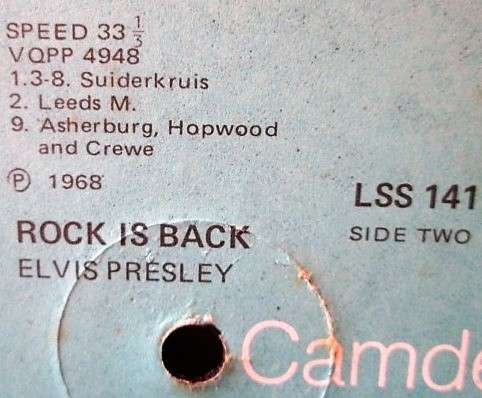 SPEED 33 1/3
VQPP 4948
1.3-8. Suiderkruis
2. Leeds M.
9. Asherburg, Hopwood
and Crewe
Ⓟ 1968
LSS 141
ROCK IS BACK
SIDE TWO
ELVIS PRESLEY
Camde